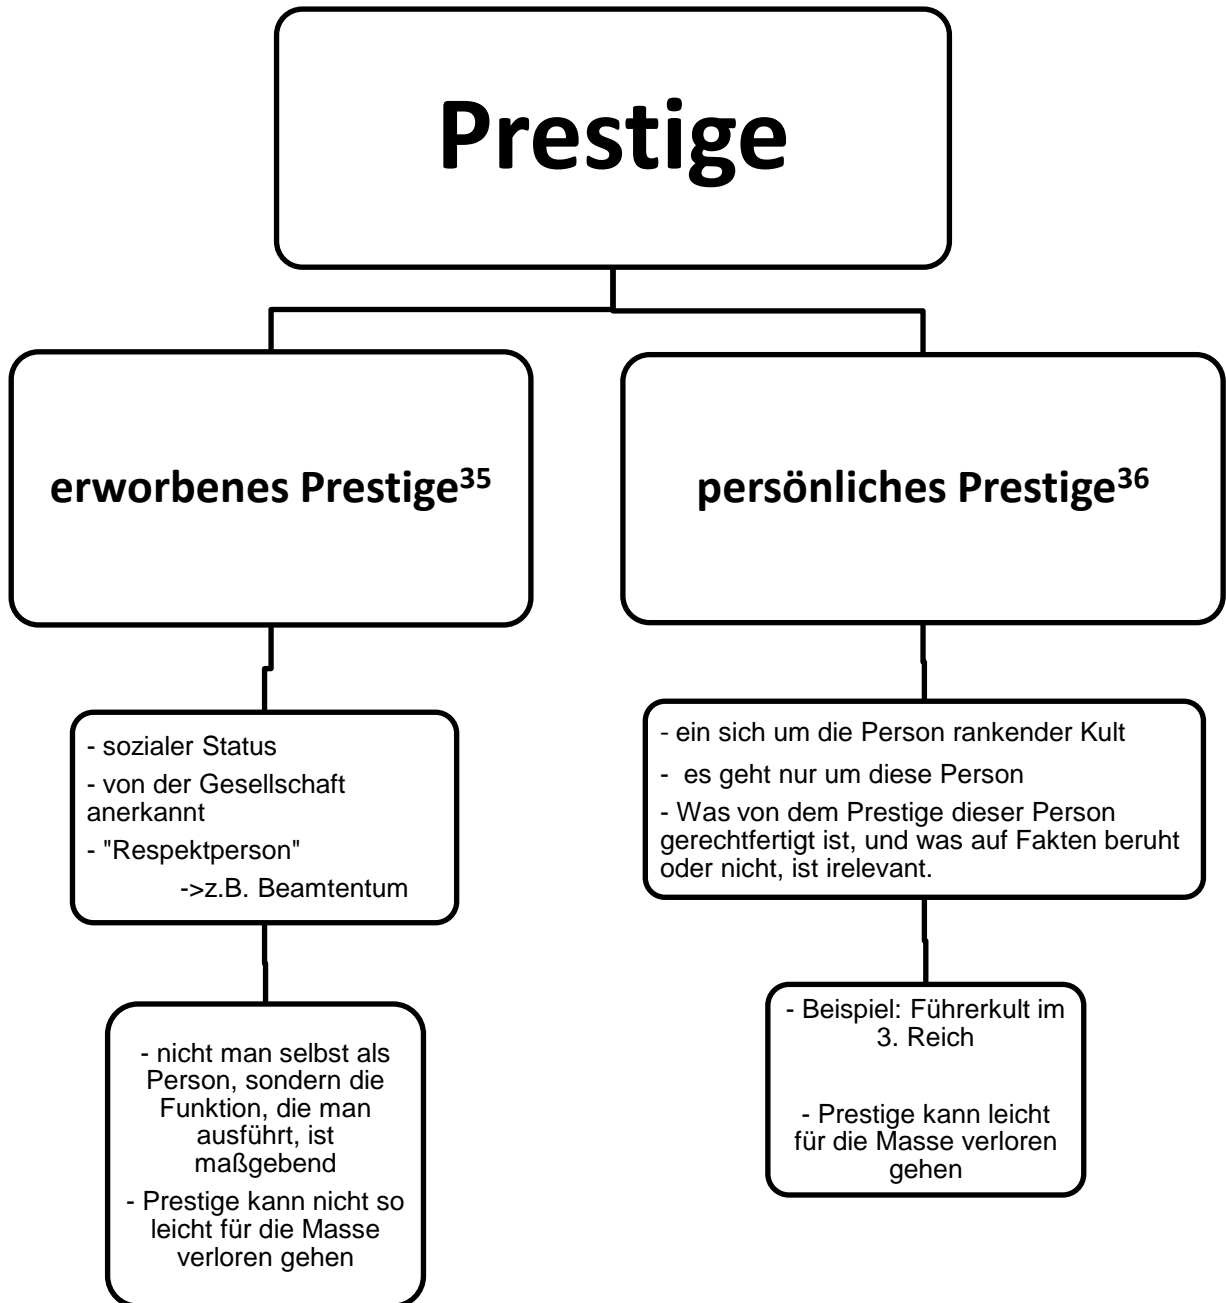 Prestige
erworbenes Prestige³⁵
persönliches Prestige³⁶
- sozialer Status
- von der Gesellschaft
anerkannt
- "Respektperson"
->z.B. Beamtentum
- ein sich um die Person rankender Kult
- es geht nur um diese Person
- Was von dem Prestige dieser Person
gerechtfertigt ist, und was auf Fakten beruht
oder nicht, ist irelevant.
- nicht man selbst als
Person, sondern die
Funktion, die man
ausführt, ist
maßgebend
- Prestige kann nicht so
leicht für die Masse
verloren gehen
- Beispiel: Führerkult im
3. Reich
- Prestige kann leicht
für die Masse verloren
gehen